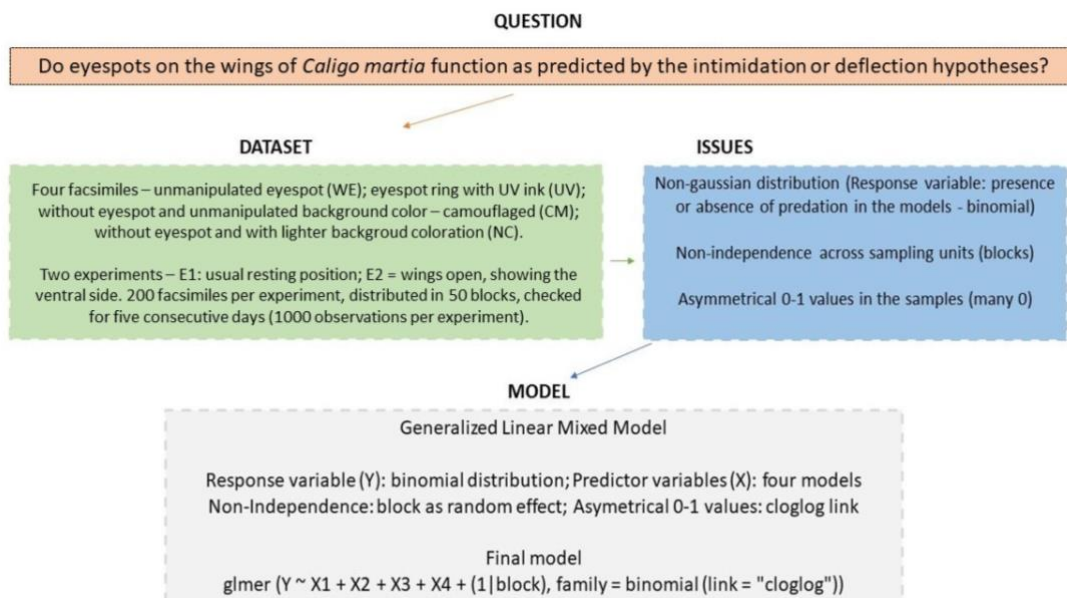 QUESTION
Do eyespots on the wings of Caligo martia function as predicted by the intimidation or deflection hypotheses?
DATASET
Four facsimiles – unmanipulated eyespot (WE); eyespot ring with UV ink (UV);
without eyespot and unmanipulated background color – camouflaged (CM);
without eyespot and with lighter backgroud coloration (NC).
Two experiments – E1: usual resting position; E2 = wings open, showing the
ventral side. 200 facsimiles per experiment, distributed in 50 blocks, checked
for five consecutive days (1000 observations per experiment).
ISSUES
Non-gaussian distribution (Response variable: presence
or absence of predation in the models - binomial)
Non-independence across sampling units (blocks)
Asymmetrical 0-1 values in the samples (many 0)
MODEL
Generalized Linear Mixed Model
Response variable (Y): binomial distribution; Predictor variables (X): four models
Non-Independence: block as random effect; Asymetrical 0-1 values: cloglog link
Final model
glmer (Y ~ X1 + X2 + X3 + X4 + (1|block), family = binomial (link = "cloglog"))